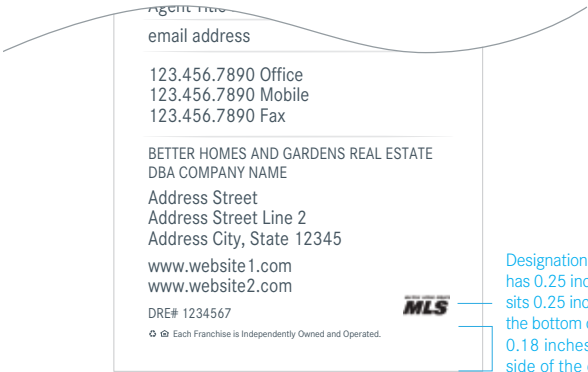 Agent Title
email address
123.456.7890 Office
123.456.7890 Mobile
123.456.7890 Fax
BETTER HOMES AND GARDENS REAL ESTATE
DBA COMPANY NAME
Address Street
Address Street Line 2
Address City, State 12345
www.website1.com
www.website2.com
DRE# 1234567
MLS
Each Franchise is Independently Owned and Operated.
Designation
has 0.25
sits 0.25
the bottom
0.18 inches
side of the